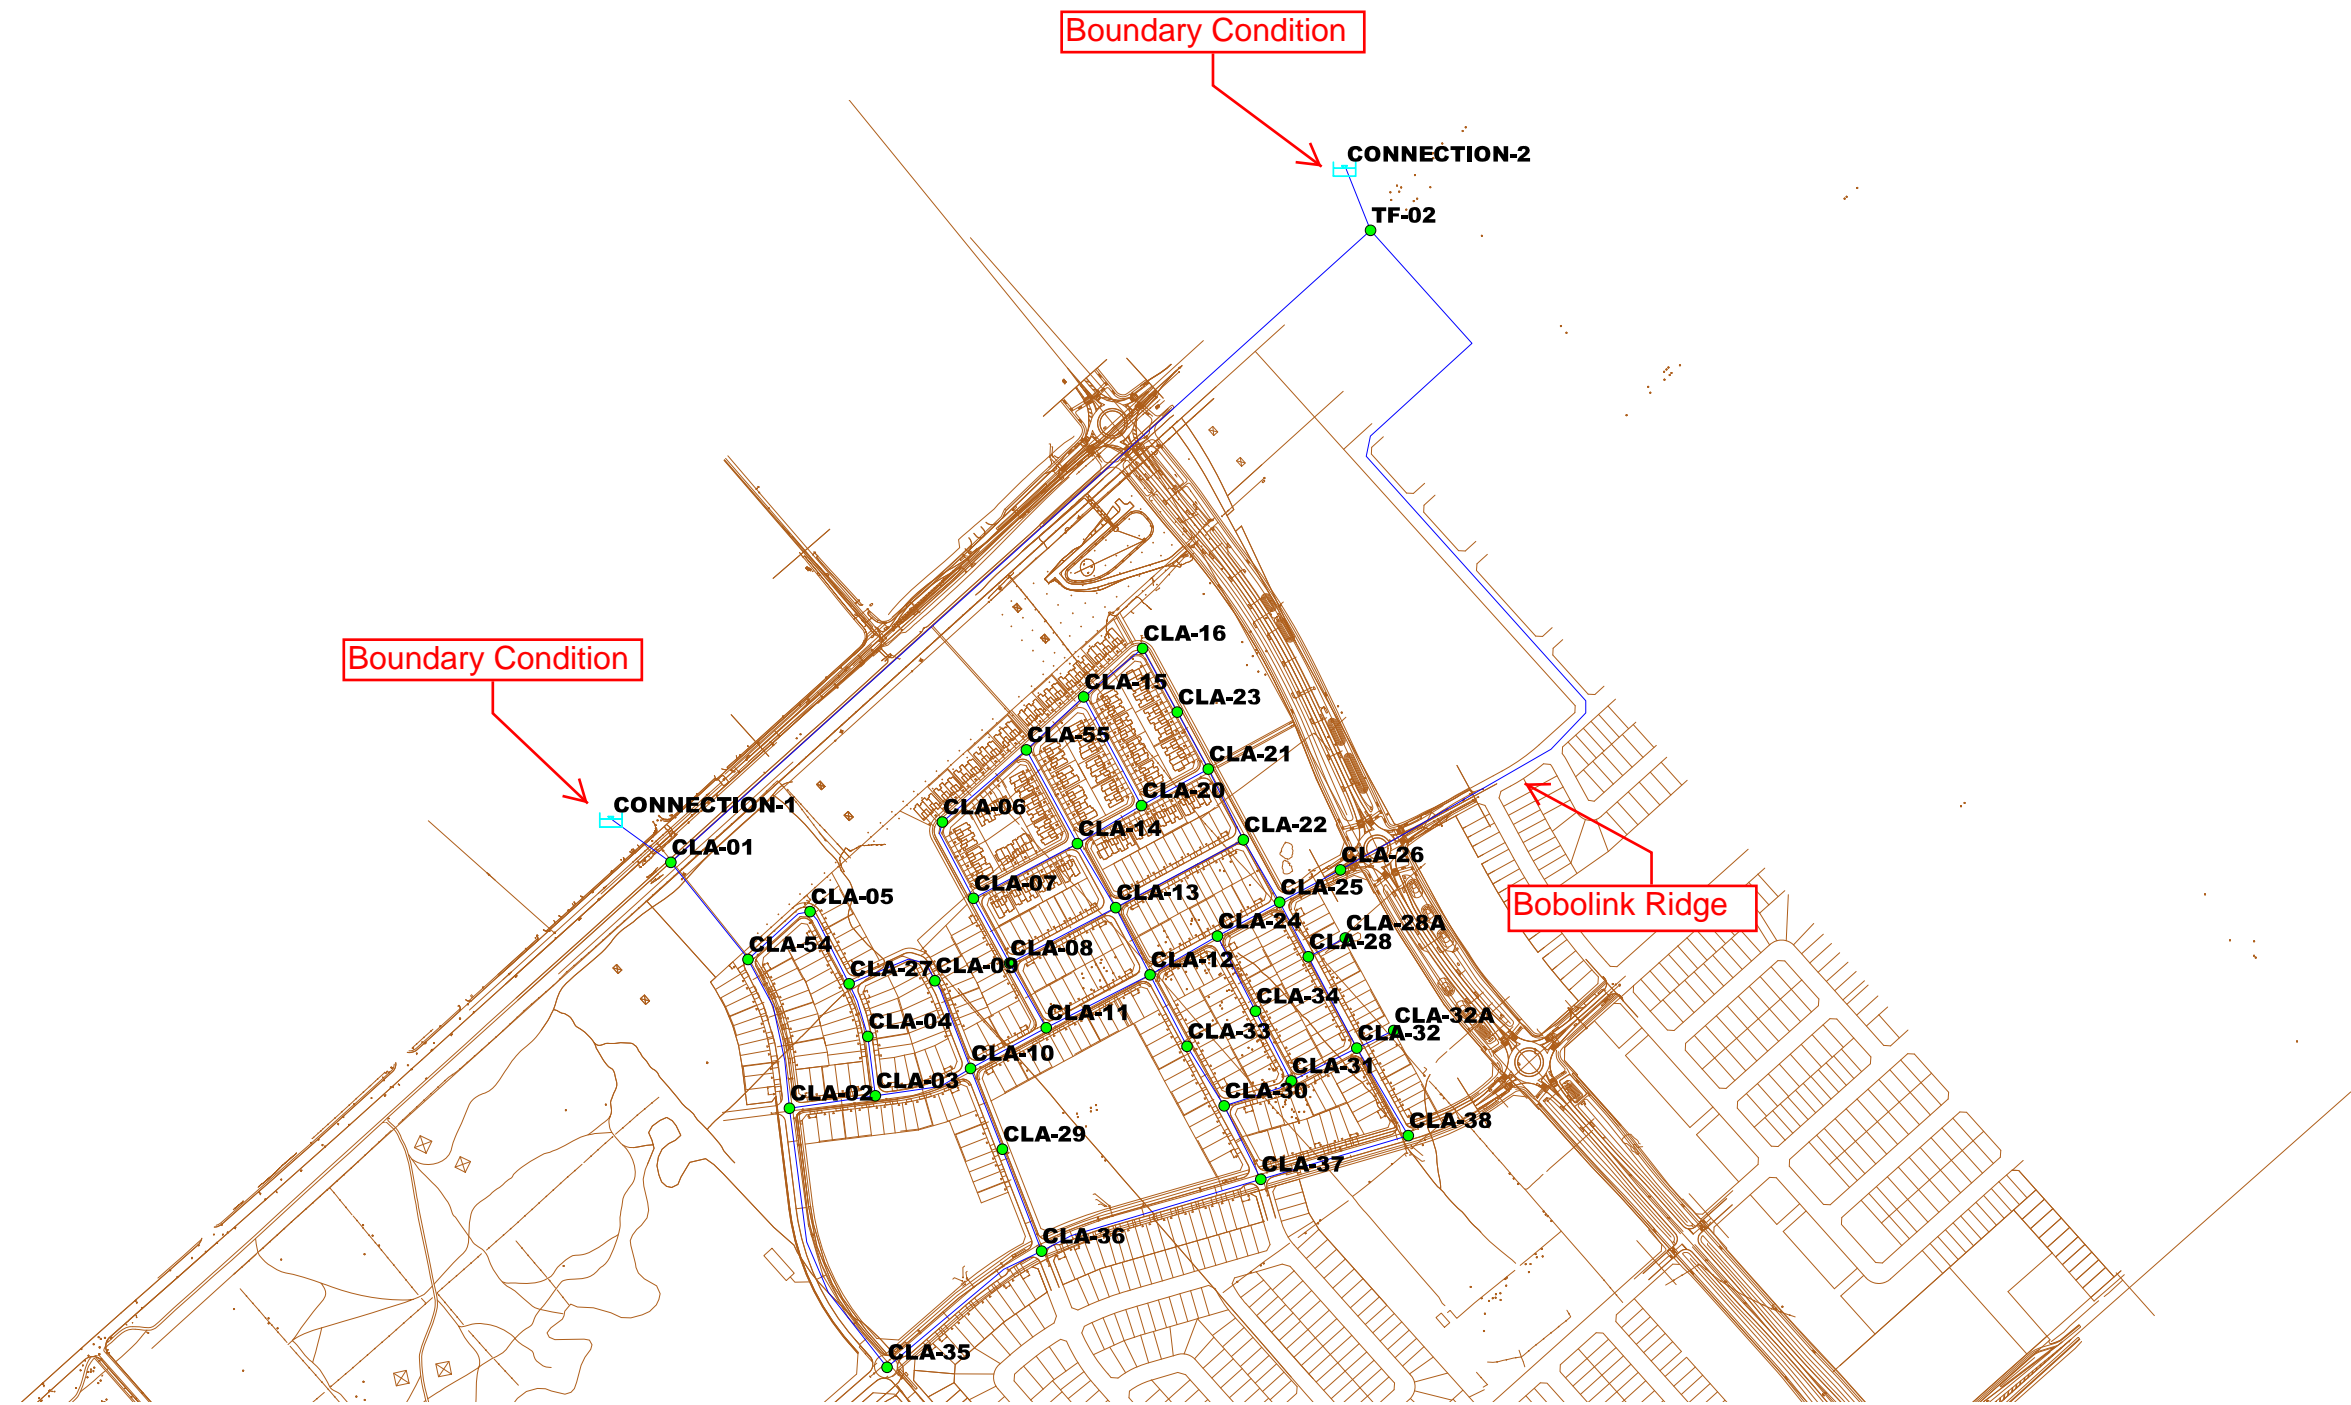 Boundary Condition
CONNECTION-2
TF-02
CLA-16
Boundary Condition
CLA-15
CLA-23
CLA-55
CLA-21
CONNECTION-1
CLA-06
CLA-20
CLA-14
CLA-22
CLA-01
CLA-26
CLA-07
CLA-25
CLA-05
CLA-13
Bobolink Ridge
CLA-24
CLA-28A
CLA-54
CLA-08
CLA-28
CLA-27
CLA-09
CLA-12
CLA-34
CLA-04
CLA-11
CLA-33
CLA-32A
CLA-32
CLA-10
CLA-31
CLA-03
CLA-02
CLA-30
CLA-38
CLA-29
CLA-37
CLA-36
CLA-35